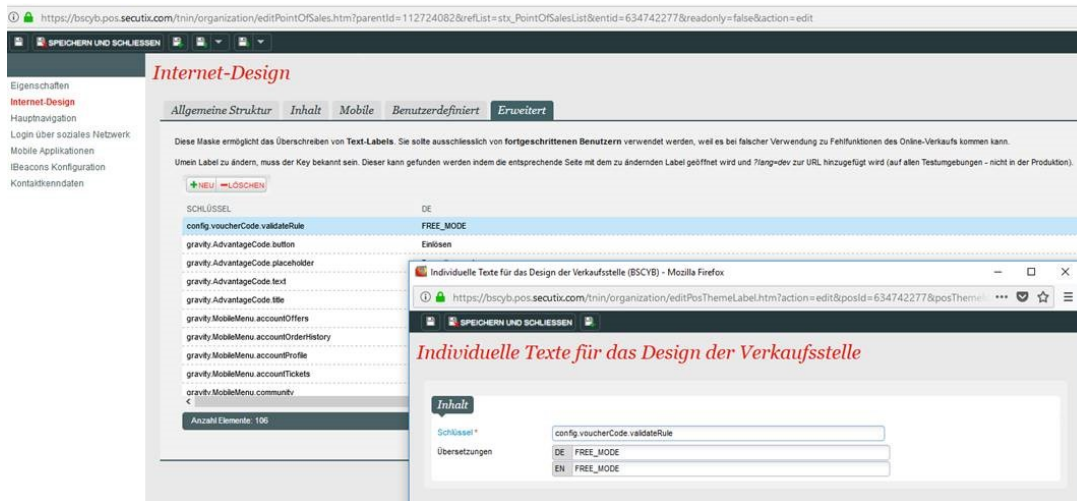 https://bscyb.pos.secutix.com/tnin/organization/editPointOfSales.htm?parentId=112724082&refList=stx_PointOfSalesList&entid=634742277&readonly=false&action=edit
SPEICHERN UND SCHLIESSEN
Internet-Design
Eigenschaften
Internet-Design
Hauptnavigation
Login über soziales Netzwerk
Mobile Applikationen
IBeacons Konfiguration
Kontaktkenndaten
Allgemeine Struktur Inhalt Mobile Benutzerdefiniert Erweitert
Diese Maske ermöglicht das Überschreiben von Text-Labels. Sie sollte ausschliesslich von fortgeschrittenen Benutzern verwendet werden, weil es bei falscher Verwendung zu Fehlfunktionen des Online-Verkaufs kommen kann.
Umein Label zu ändern, muss der Key bekannt sein. Dieser kann gefunden werden indem die entsprechende Seite mit dem zu ändernden Label geöffnet wird und ?lang=dev zur URL hinzugefügt wird (auf allen Testumgebungen - nicht in der Produktion).
NEU LÖSCHEN
SCHLÜSSEL DE
config.voucherCode.validateRule FREE_MODE
gravity.AdvantageCode.button Einlösen
gravity.AdvantageCode.placeholder
gravity.AdvantageCode.text
gravity.AdvantageCode.title
gravity.MobileMenu.accountOffers
gravity.MobileMenu.accountOrderHistory
gravity.MobileMenu.accountProfile
gravity.MobileMenu.accountTickets
gravity.MobileMenu.community
Anzahl Elemente: 106
Individuelle Texte für das Design der Verkaufsstelle (BSCYB) - Mozilla Firefox
https://bscyb.pos.secutix.com/tnin/organization/editPosThemeLabel.htm?action=edit&posId=634742277&posTheme
SPEICHERN UND SCHLIESSEN
Individuelle Texte für das Design der Verkaufsstelle
Inhalt
Schlüssel * config.voucherCode.validateRule
Übersetzungen DE FREE_MODE
EN FREE_MODE